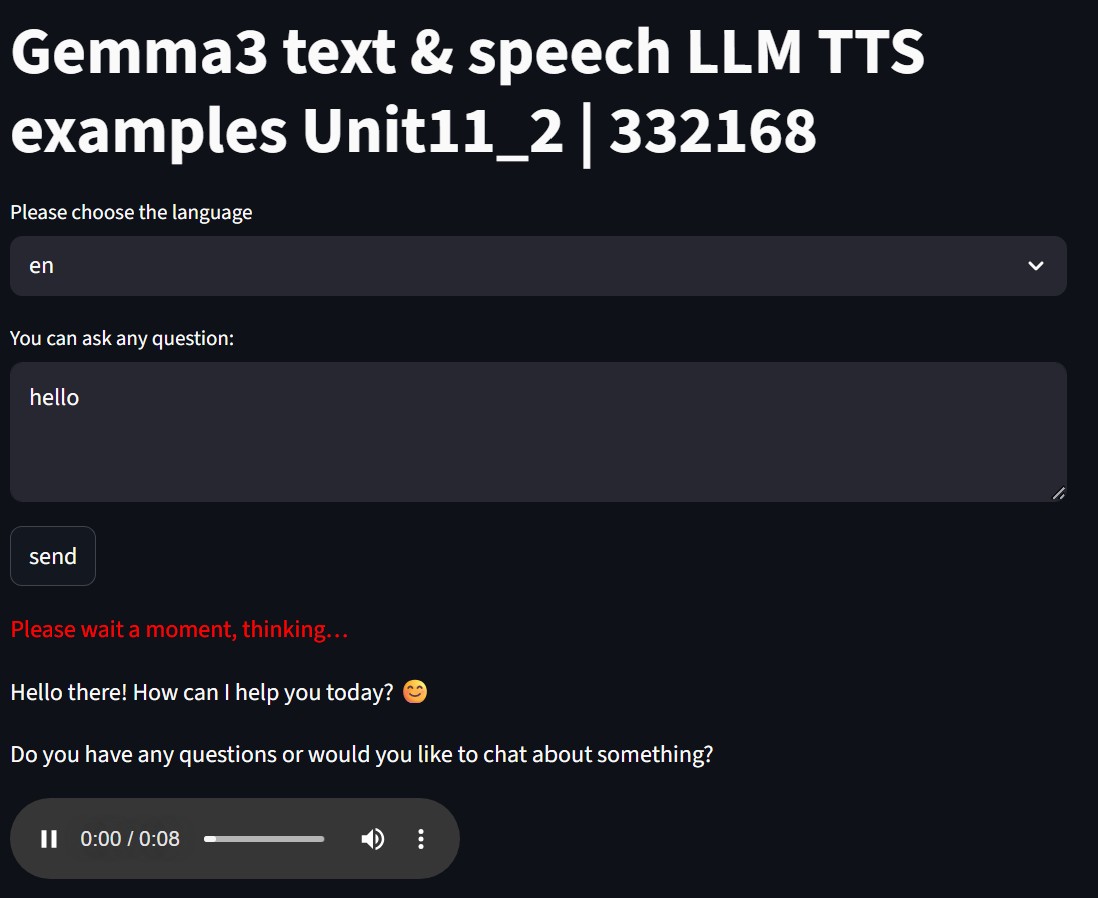 Gemma3 text & speech LLM TTS
examples Unit11_2 | 332168
Please choose the language
en
You can ask any question:
hello
send
Please wait a moment, thinking…
Hello there! How can I help you today? 😊
Do you have any questions or would you like to chat about something?
0:00 / 0:08